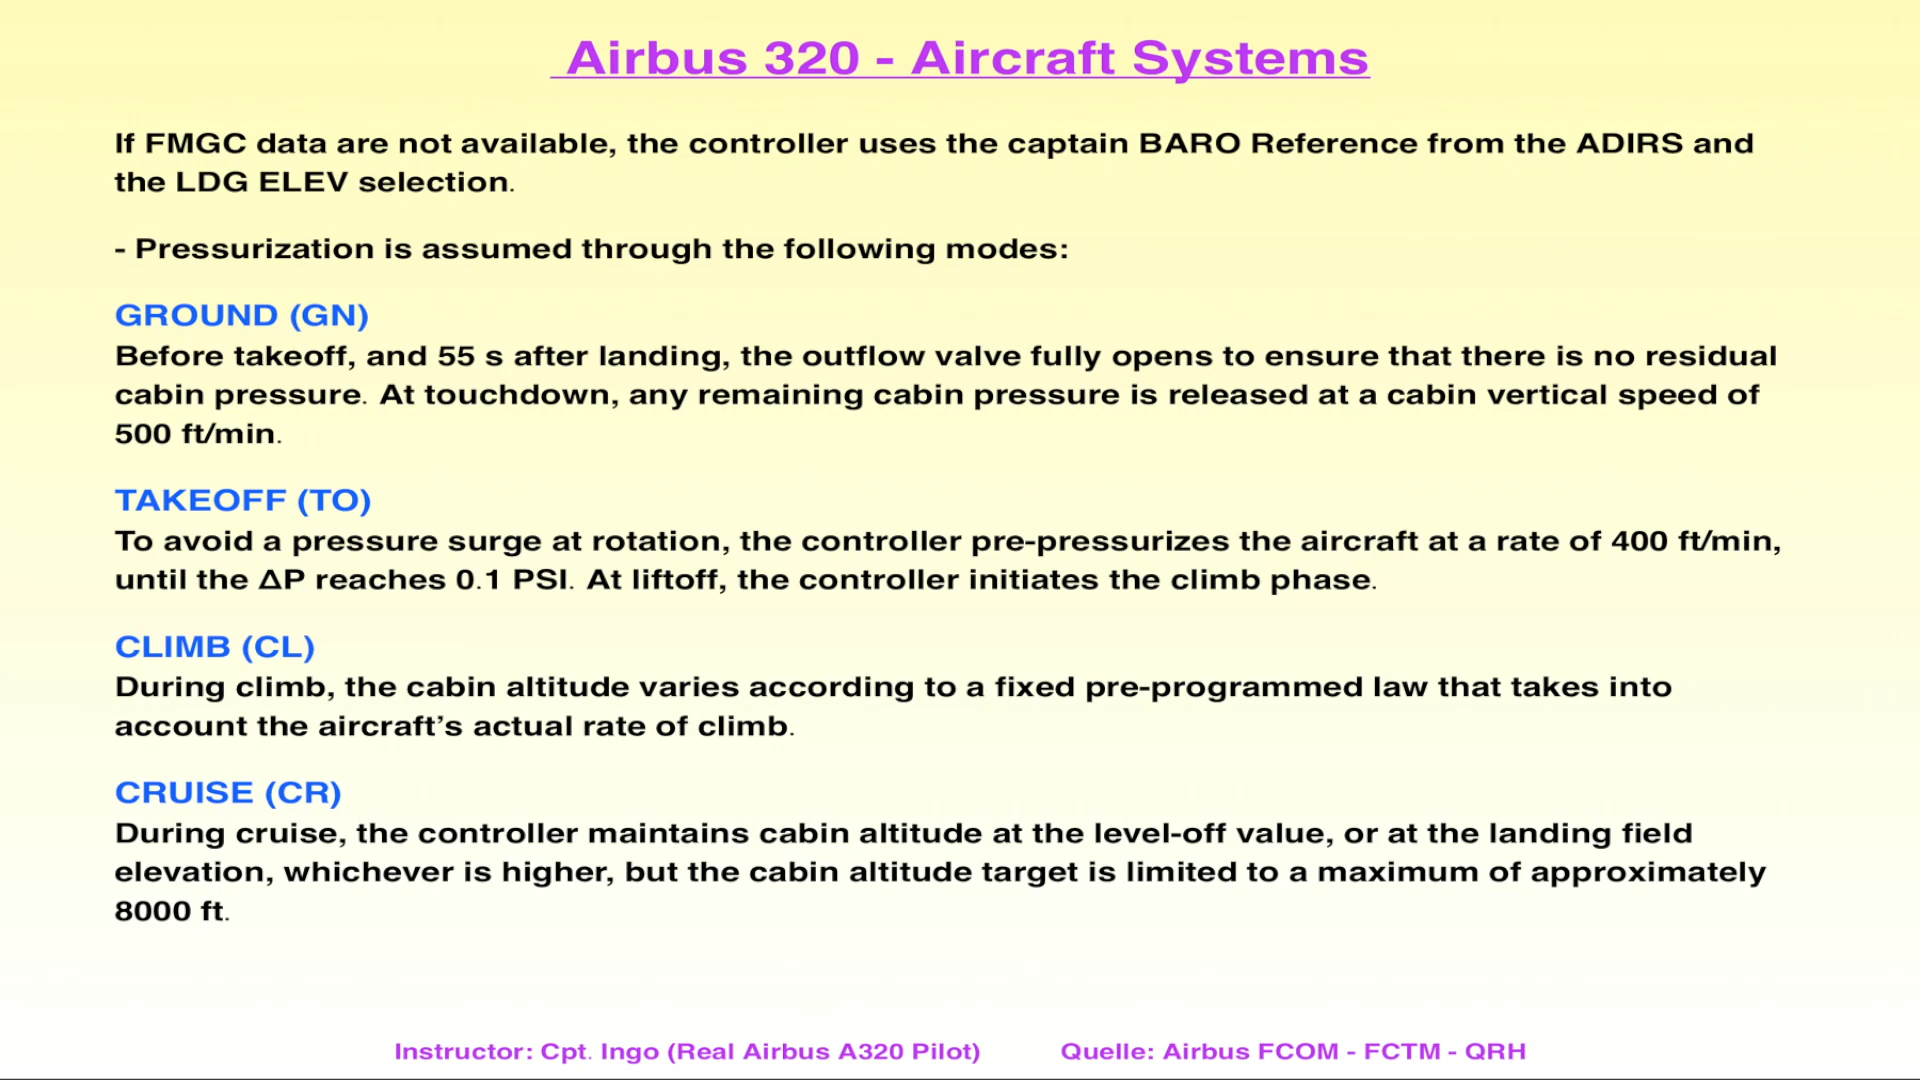 Airbus 320 - Aircraft Systems
If FMGC data are not available, the controller uses the captain BARO Reference from the ADIRS and
the LDG ELEV selection.
- Pressurization is assumed through the following modes:
GROUND (GN)
Before takeoff, and 55 s after landing, the outflow valve fully opens to ensure that there is no residual
cabin pressure. At touchdown, any remaining cabin pressure is released at a cabin vertical speed of
500 ft/min.
TAKEOFF (TO)
To avoid a pressure surge at rotation, the controller pre-pressurizes the aircraft at a rate of 400 ft/min,
until the ΔP reaches 0.1 PSI. At liftoff, the controller initiates the climb phase.
CLIMB (CL)
During climb, the cabin altitude varies according to a fixed pre-programmed law that takes into
account the aircraft’s actual rate of climb.
CRUISE (CR)
During cruise, the controller maintains cabin altitude at the level-off value, or at the landing field
elevation, whichever is higher, but the cabin altitude target is limited to a maximum of approximately
8000 ft.
Instructor: Cpt. Ingo (Real Airbus A320 Pilot) Quelle: Airbus FCOM - FCTM - QRH